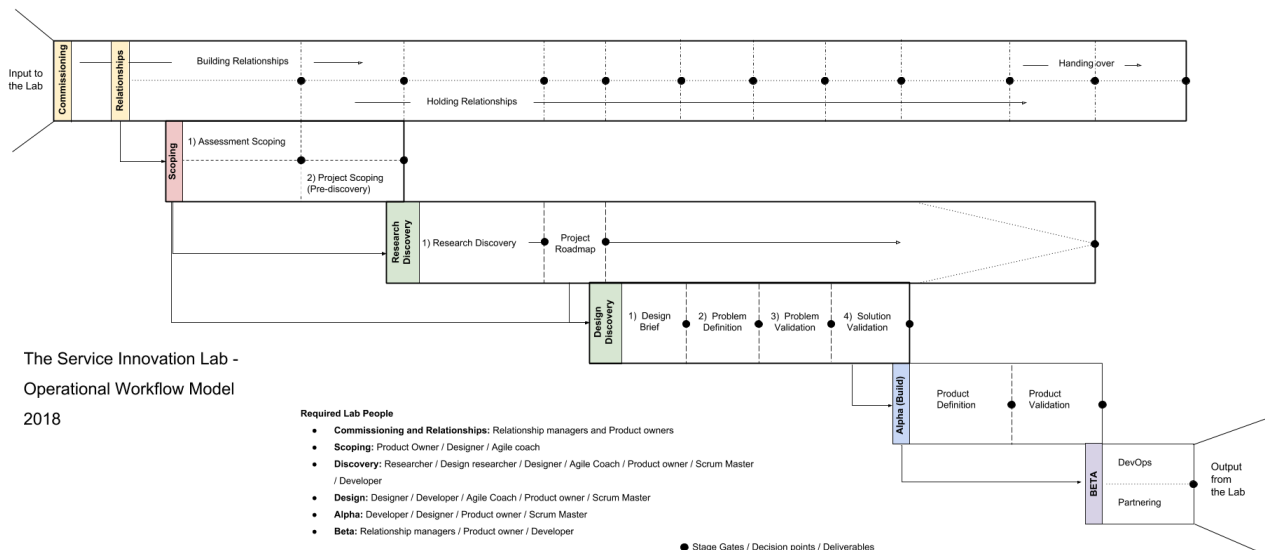 Input to
the Lab
Commissioning
Relationships
Building Relationships
Holding Relationships
Handing over
Scoping
1) Assessment Scoping
2) Project Scoping
(Pre-discovery)
Research
Discovery
1) Research Discovery
Project
Roadmap
Design
Discovery
1) Design
Brief
2) Problem
Definition
3) Problem
Validation
4) Solution
Validation
Alpha (Build)
Product
Definition
Product
Validation
BETA
DevOps
Partnering
Output
from
the Lab
The Service Innovation Lab -
Operational Workflow Model
2018
Required Lab People
● Commissioning and Relationships: Relationship managers and Product owners
● Scoping: Product Owner / Designer / Agile coach
● Discovery: Researcher / Design researcher / Designer / Agile Coach / Product owner / Scrum Master
/ Developer
● Design: Designer / Developer / Agile Coach / Product owner / Scrum Master
● Alpha: Developer / Designer / Product owner / Scrum Master
● Beta: Relationship managers / Product owner / Developer
● Stage Gates / Decision points / Deliverables